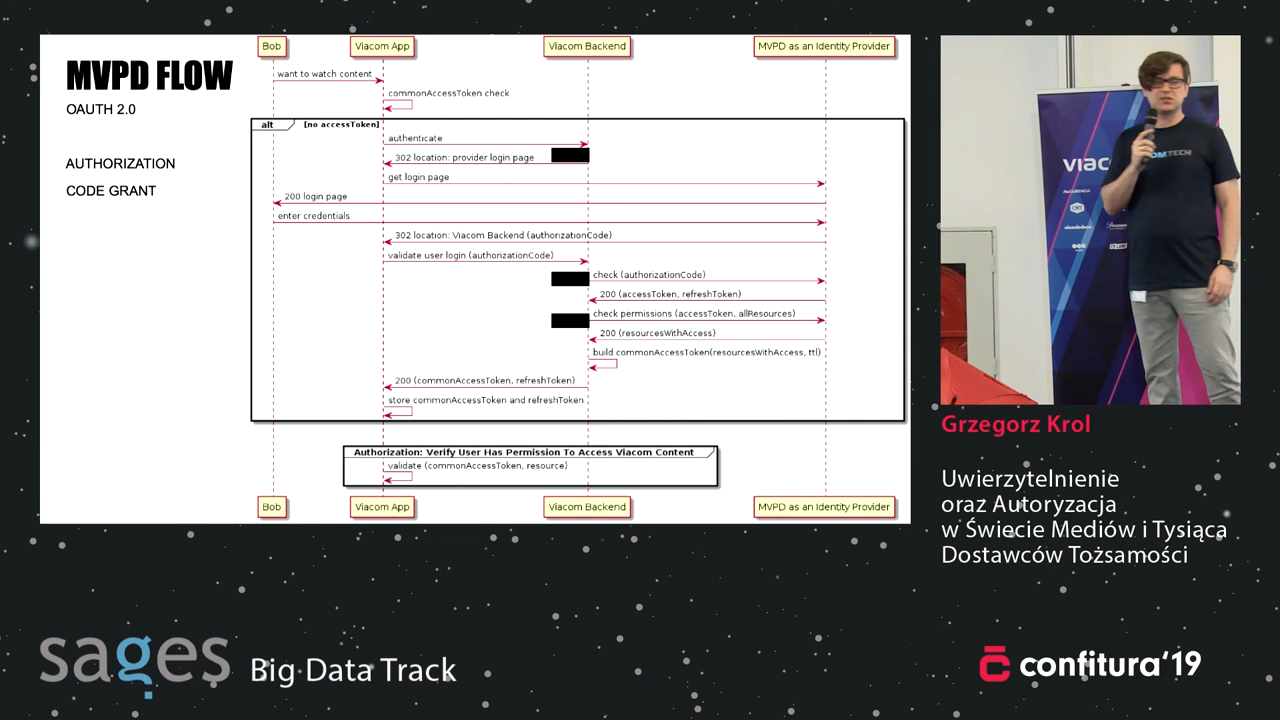 MVPD FLOW
OAUTH 2.0
AUTHORIZATION
CODE GRANT
Bob
Viacom App
Viacom Backend
MVPD as an Identity Provider
want to watch content
commonAccessToken check
alt
[no accessToken]
authenticate
302 location: provider login page
get login page
200 login page
enter credentials
302 location: Viacom Backend (authorizationCode)
validate user login (authorizationCode)
check (authorizationCode)
200 (accessToken, refreshToken)
check permissions (accessToken, allResources)
200 (resourcesWithAccess)
build commonAccessToken(resourcesWithAccess, ttl)
200 (commonAccessToken, refreshToken)
store commonAccessToken and refreshToken
Authorization: Verify User Has Permission To Access Viacom Content
validate (commonAccessToken, resource)
Bob
Viacom App
Viacom Backend
MVPD as an Identity Provider
Grzegorz Krol
Uwierzytelnienie
oraz Autoryzacja
w Świecie Mediów i Tysiąca
Dostawców Tożsamości
sages
Big Data Track
confitura‘19